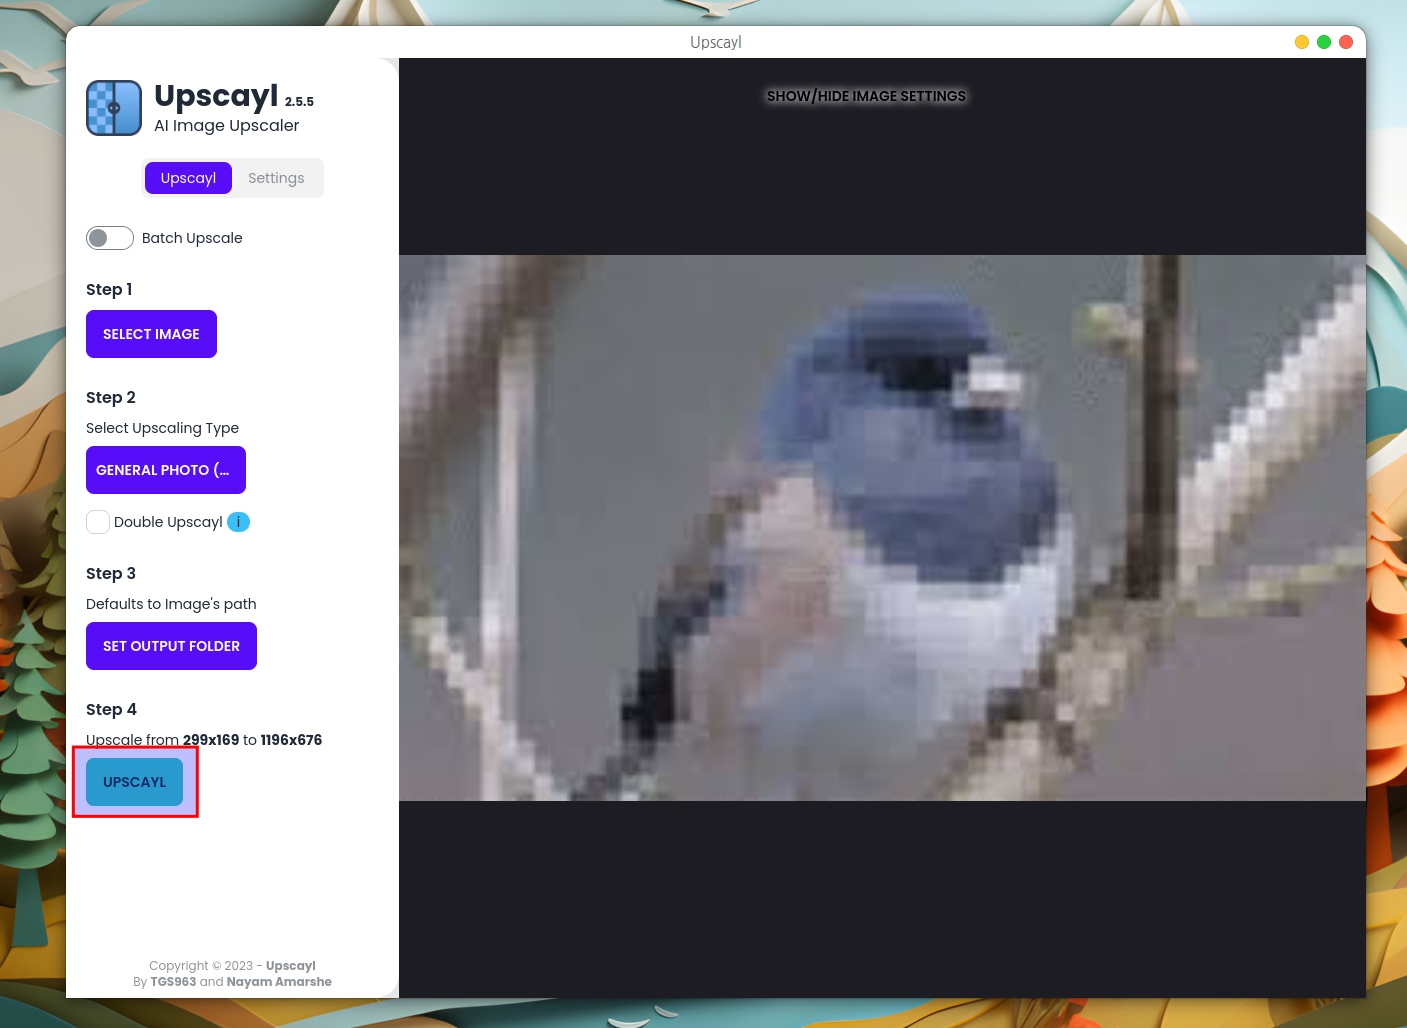 Upscayl
Upscayl 2.5.5
AI Image Upscaler
Upscayl Settings
Batch Upscale
Step 1
SELECT IMAGE
Step 2
Select Upscaling Type
GENERAL PHOTO (...
Double Upscayl i
Step 3
Defaults to Image's path
SET OUTPUT FOLDER
Step 4
Upscale from 299x169 to 1196x676
UPSCAYL
Copyright © 2023 - Upscayl
By TGS963 and Nayam Amarshe
SHOW/HIDE IMAGE SETTINGS